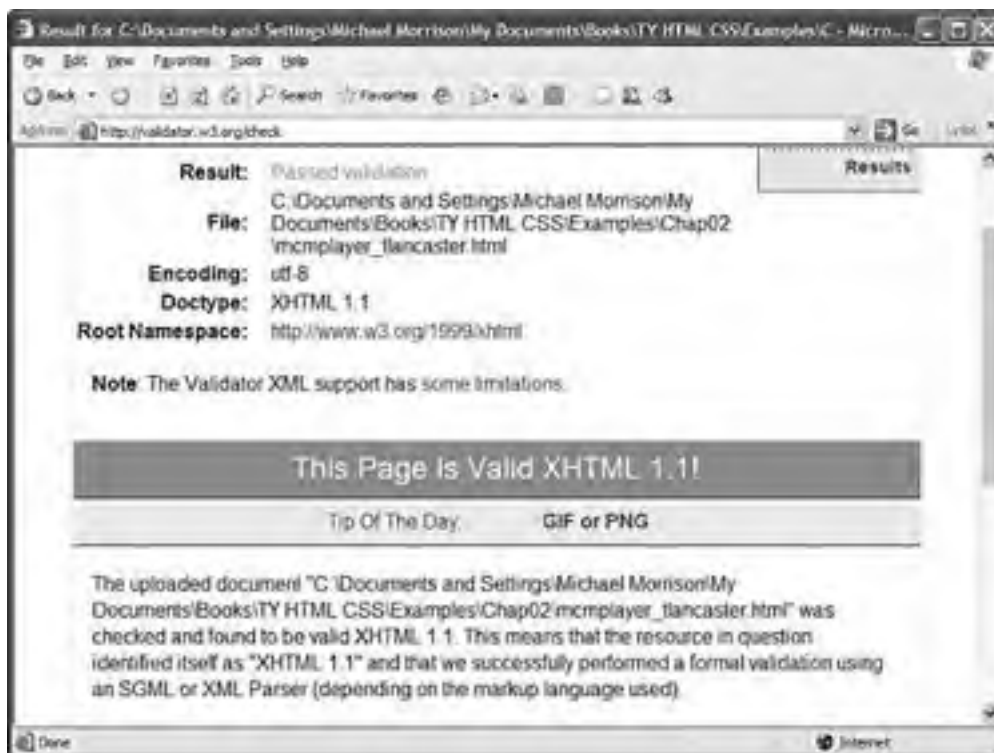 Result for C:\Documents and Settings\Michael Morrison\My Documents\Books\TY HTML CSS\Examples\C - Micro...
File Edit View Favorites Tools Help
Back Search Favorites
Address http://validator.w3.org/check Go Links
Results
Result: Passed validation
File: C:\Documents and Settings\Michael Morrison\My
Documents\Books\TY HTML CSS\Examples\Chap02
\mcmplayer_tlancaster.html
Encoding: utf-8
Doctype: XHTML 1.1
Root Namespace: http://www.w3.org/1999/xhtml
Note: The Validator XML support has some limitations.
This Page Is Valid XHTML 1.1!
Tip Of The Day: GIF or PNG
The uploaded document "C:\Documents and Settings\Michael Morrison\My
Documents\Books\TY HTML CSS\Examples\Chap02\mcmplayer_tlancaster.html" was
checked and found to be valid XHTML 1.1. This means that the resource in question
identified itself as "XHTML 1.1" and that we successfully performed a formal validation using
an SGML or XML Parser (depending on the markup language used).
Done Internet